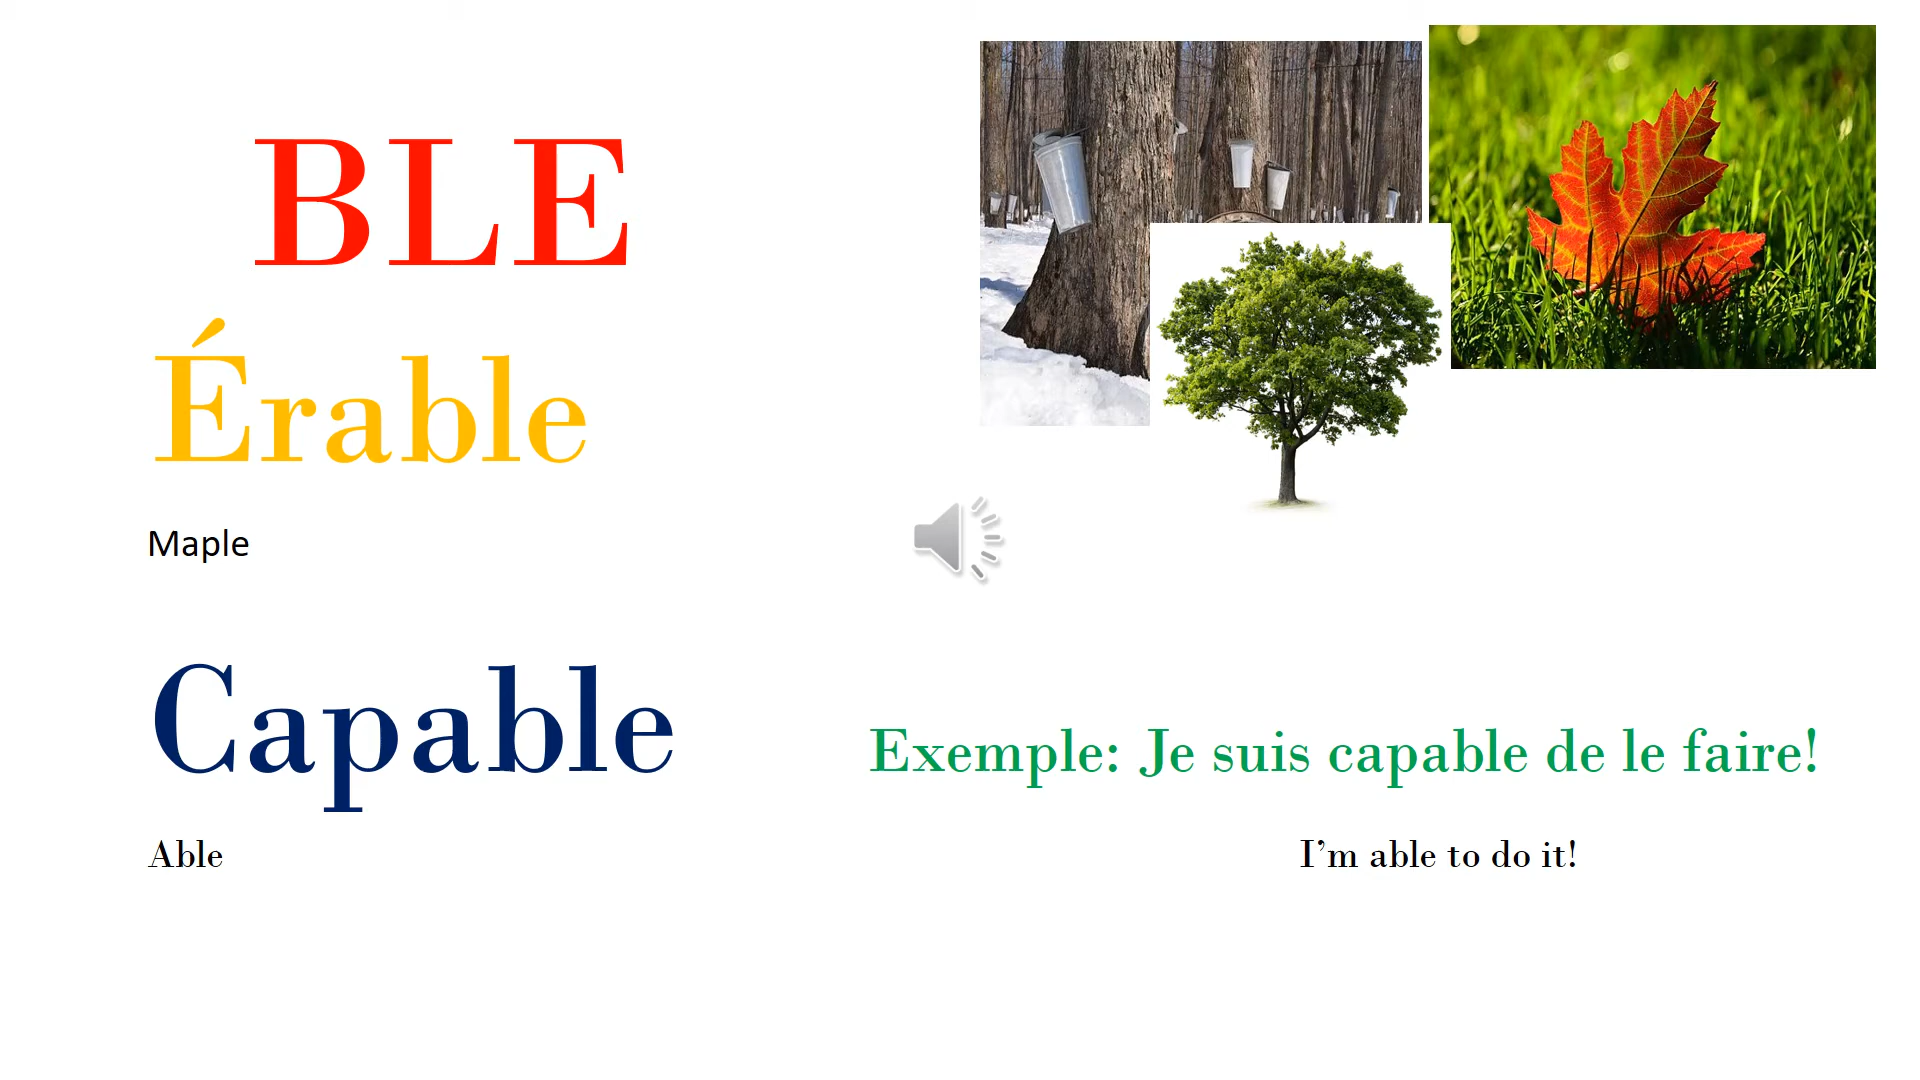 BLE
Érable
Maple
Capable
Exemple: Je suis capable de le faire!
Able
I’m able to do it!